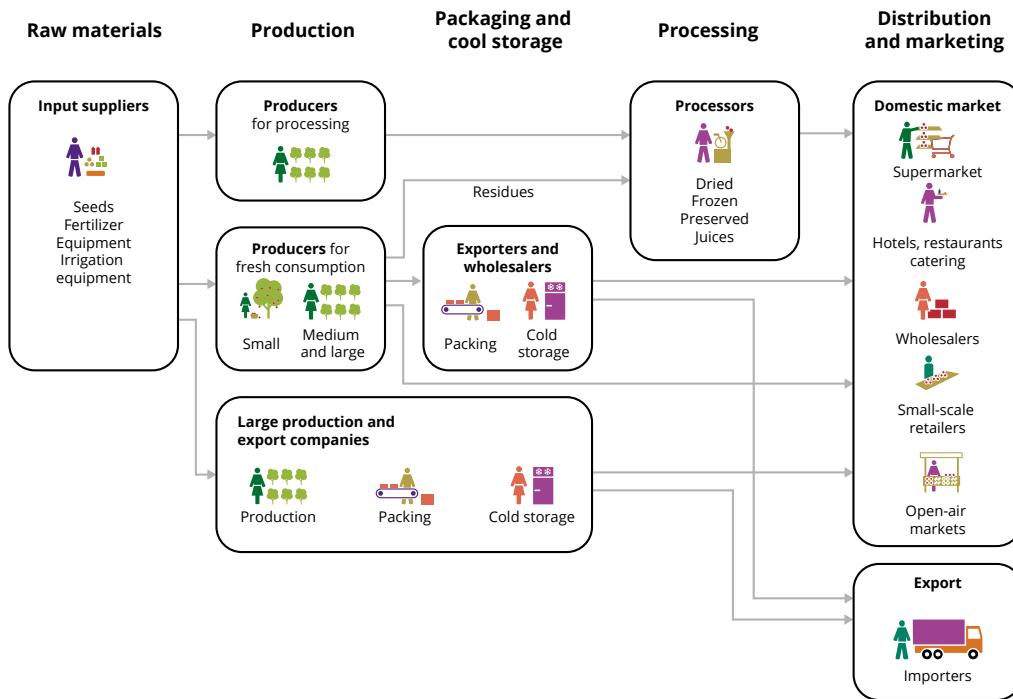 Raw materials
Production
Packaging and
cool storage
Processing
Distribution
and marketing
Input suppliers
Seeds
Fertilizer
Equipment
Irrigation
equipment
Producers
for processing
Producers for
fresh consumption
Small
Medium
and large
Residues
Exporters and
wholesalers
Packing
Cold
storage
Large production and
export companies
Production
Packing
Cold storage
Processors
Dried
Frozen
Preserved
Juices
Domestic market
Supermarket
Hotels, restaurants
catering
Wholesalers
Small-scale
retailers
Open-air
markets
Export
Importers